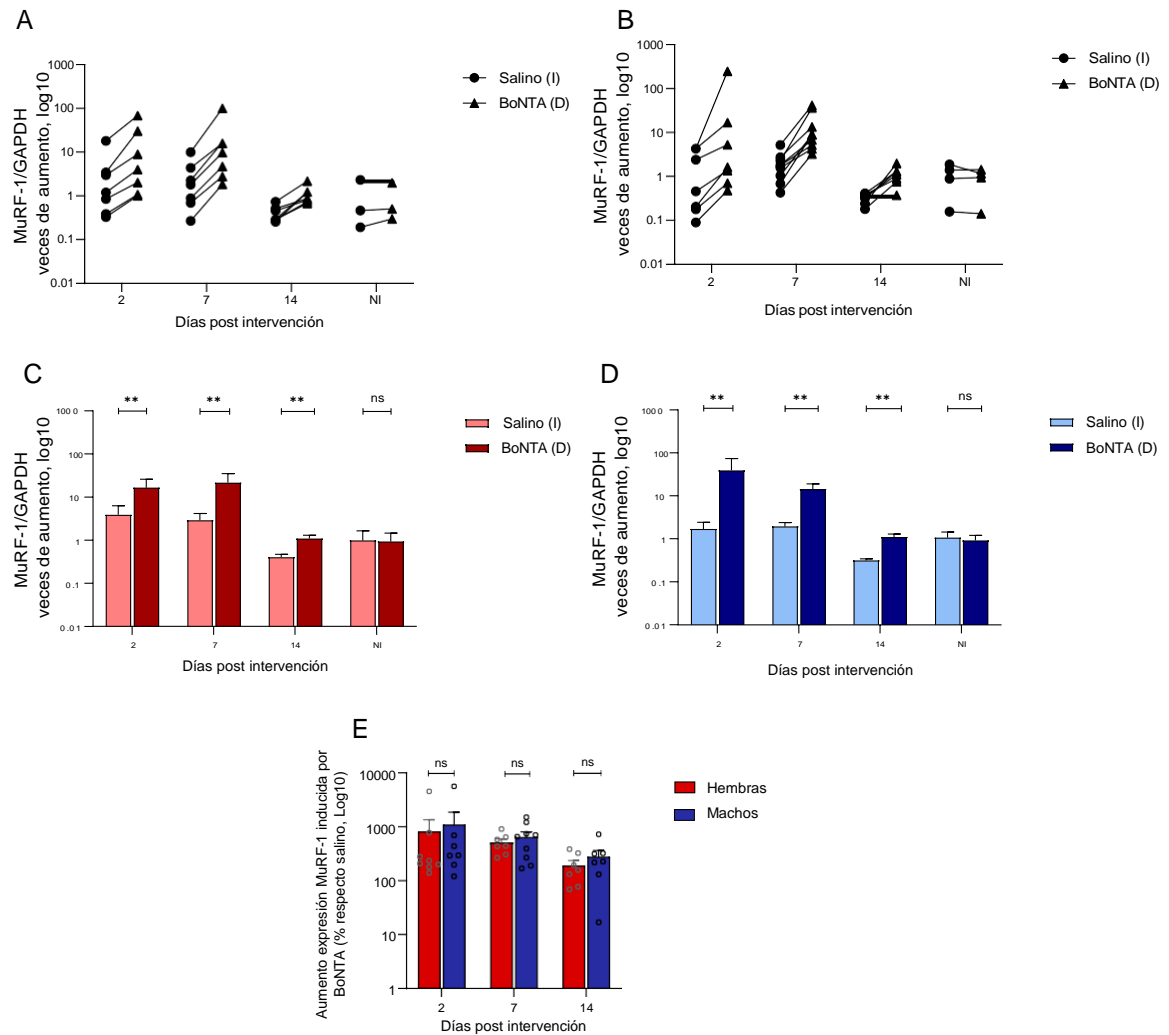 A
MuRF-1/GAPDH
veces de aumento, log10
1000
100
10
1
0.1
0.01
2
7
14
NI
Días post intervención
Salino (I)
BoNTA (D)
B
MuRF-1/GAPDH
veces de aumento, log10
1000
100
10
1
0.1
0.01
2
7
14
NI
Días post intervención
Salino (I)
BoNTA (D)
C
MuRF-1/GAPDH
veces de aumento, log10
100 0
100
10
1
0.1
0.01
** ** ** ns
2
7
14
NI
Días post intervención
Salino (I)
BoNTA (D)
D
MuRF-1/GAPDH
veces de aumento, log10
100 0
100
10
1
0.1
0.01
** ** ** ns
2
7
14
NI
Días post intervención
Salino (I)
BoNTA (D)
E
Aumento expresión MuRF-1 inducida por
BoNTA (% respecto salino, Log10)
10000
1000
100
10
1
ns ns ns
2
7
14
Días post intervención
Hembras
Machos